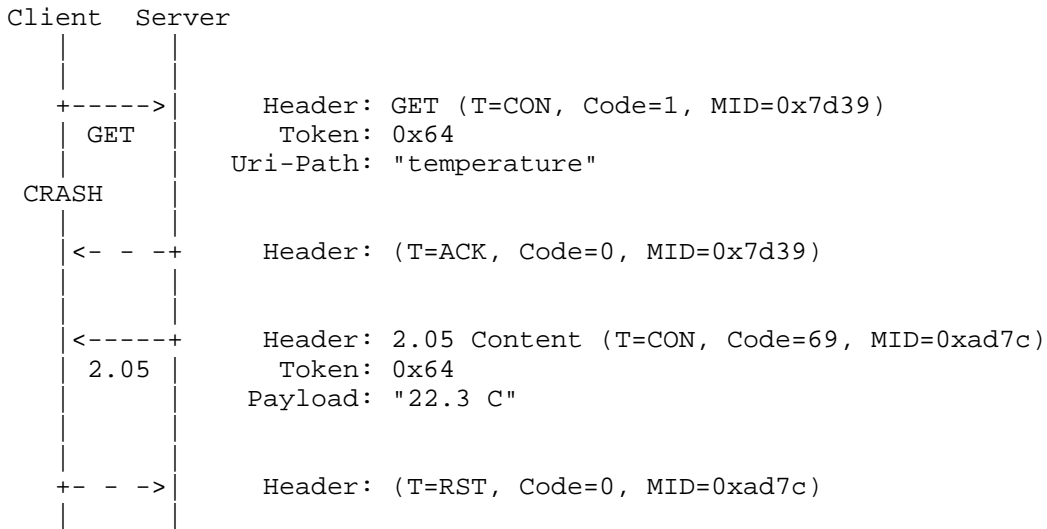 Client  Server
   |      |
   |      |
   +----->|     Header: GET (T=CON, Code=1, MID=0x7d39)
   | GET  |      Token: 0x64
   |      |   Uri-Path: "temperature"
 CRASH    |
   |      |
   |<- - -+     Header: (T=ACK, Code=0, MID=0x7d39)
   |      |
   |      |
   |<-----+     Header: 2.05 Content (T=CON, Code=69, MID=0xad7c)
   | 2.05 |      Token: 0x64
   |      |    Payload: "22.3 C"
   |      |
   |      |
   +- - ->|     Header: (T=RST, Code=0, MID=0xad7c)
   |      |